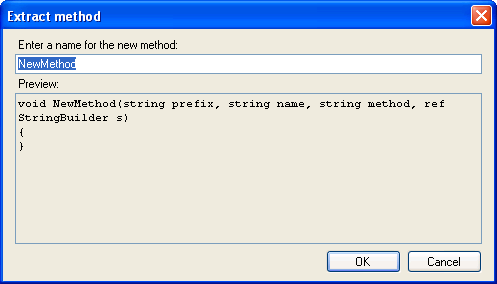 Extract method
Enter a name for the new method:
NewMethod
Preview:
void NewMethod(string prefix, string name, string method, ref
StringBuilder s)
{
}
OK
Cancel